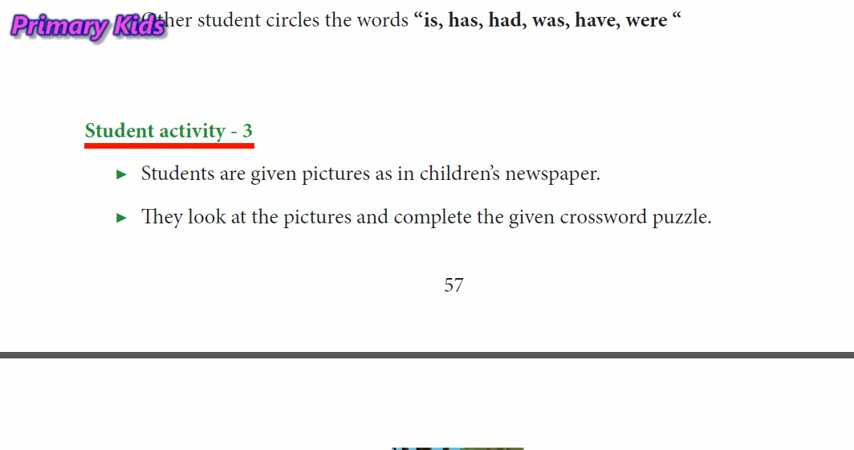 Primary Kids
Other student circles the words “is, has, had, was, have, were “
Student activity - 3
► Students are given pictures as in children’s newspaper.
► They look at the pictures and complete the given crossword puzzle.
57